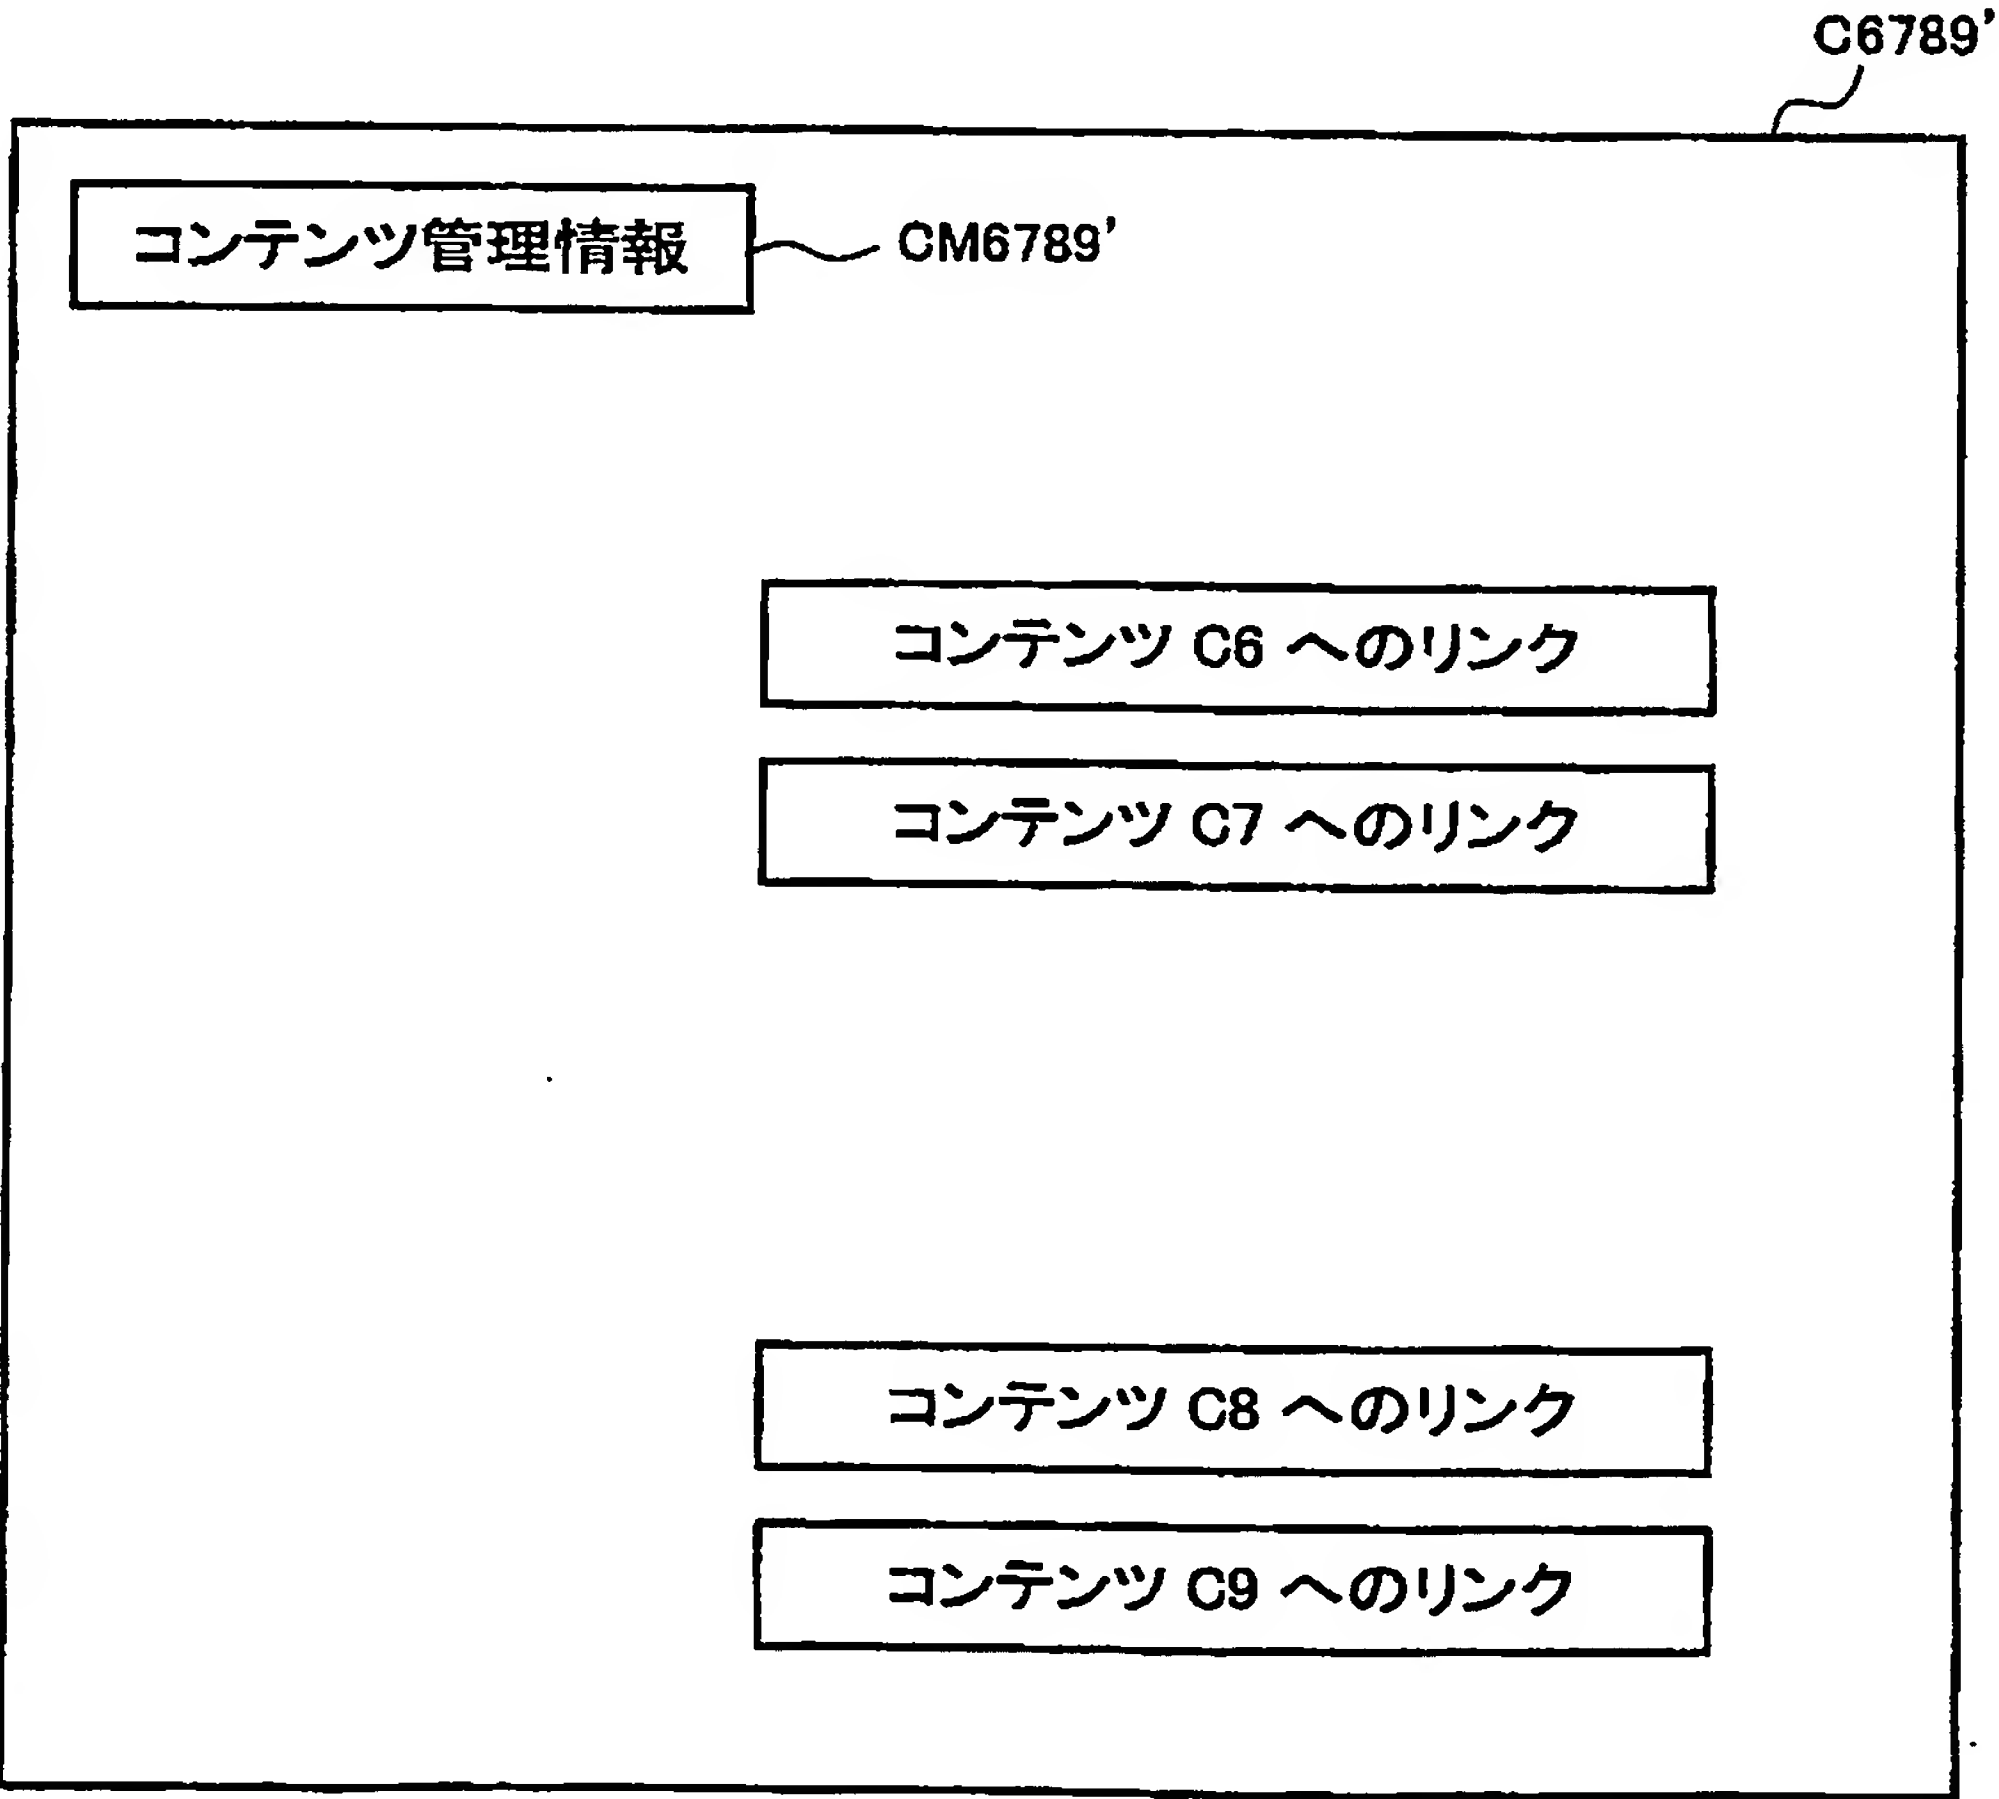 C6789'
コンテンツ管理情報
CM6789'
コンテンツ C6 へのリンク
コンテンツ C7 へのリンク
コンテンツ C8 へのリンク
コンテンツ C9 へのリンク